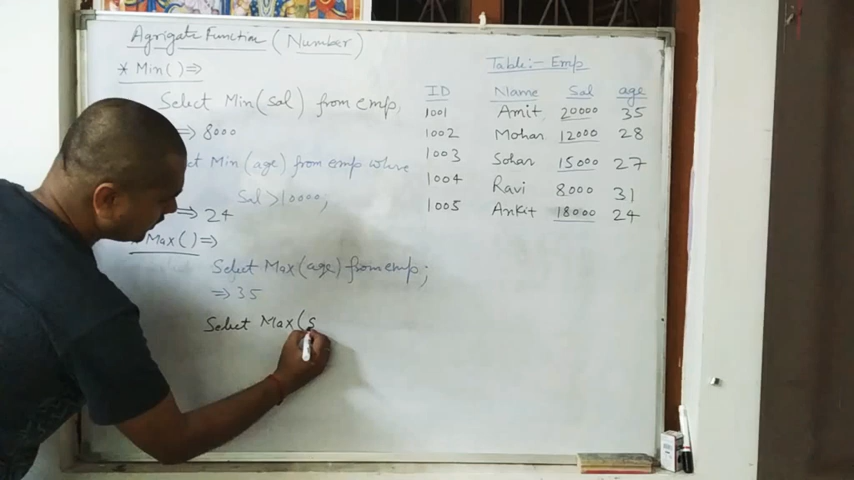 Agrigate Function (Number)
* Min() ⇒
Select Min(sal) from emp,
⇒ 8000
Min(age) from emp where
Sal > 10000,
⇒ 24
Max() ⇒
Select Max(age) from emp;
⇒ 35
Select Max(s
Table:- Emp
ID Name Sal age
1001 Amit 20000 35
1002 Mohan 12000 28
1003 Sohan 15000 27
1004 Ravi 8000 31
1005 Ankit 18000 24